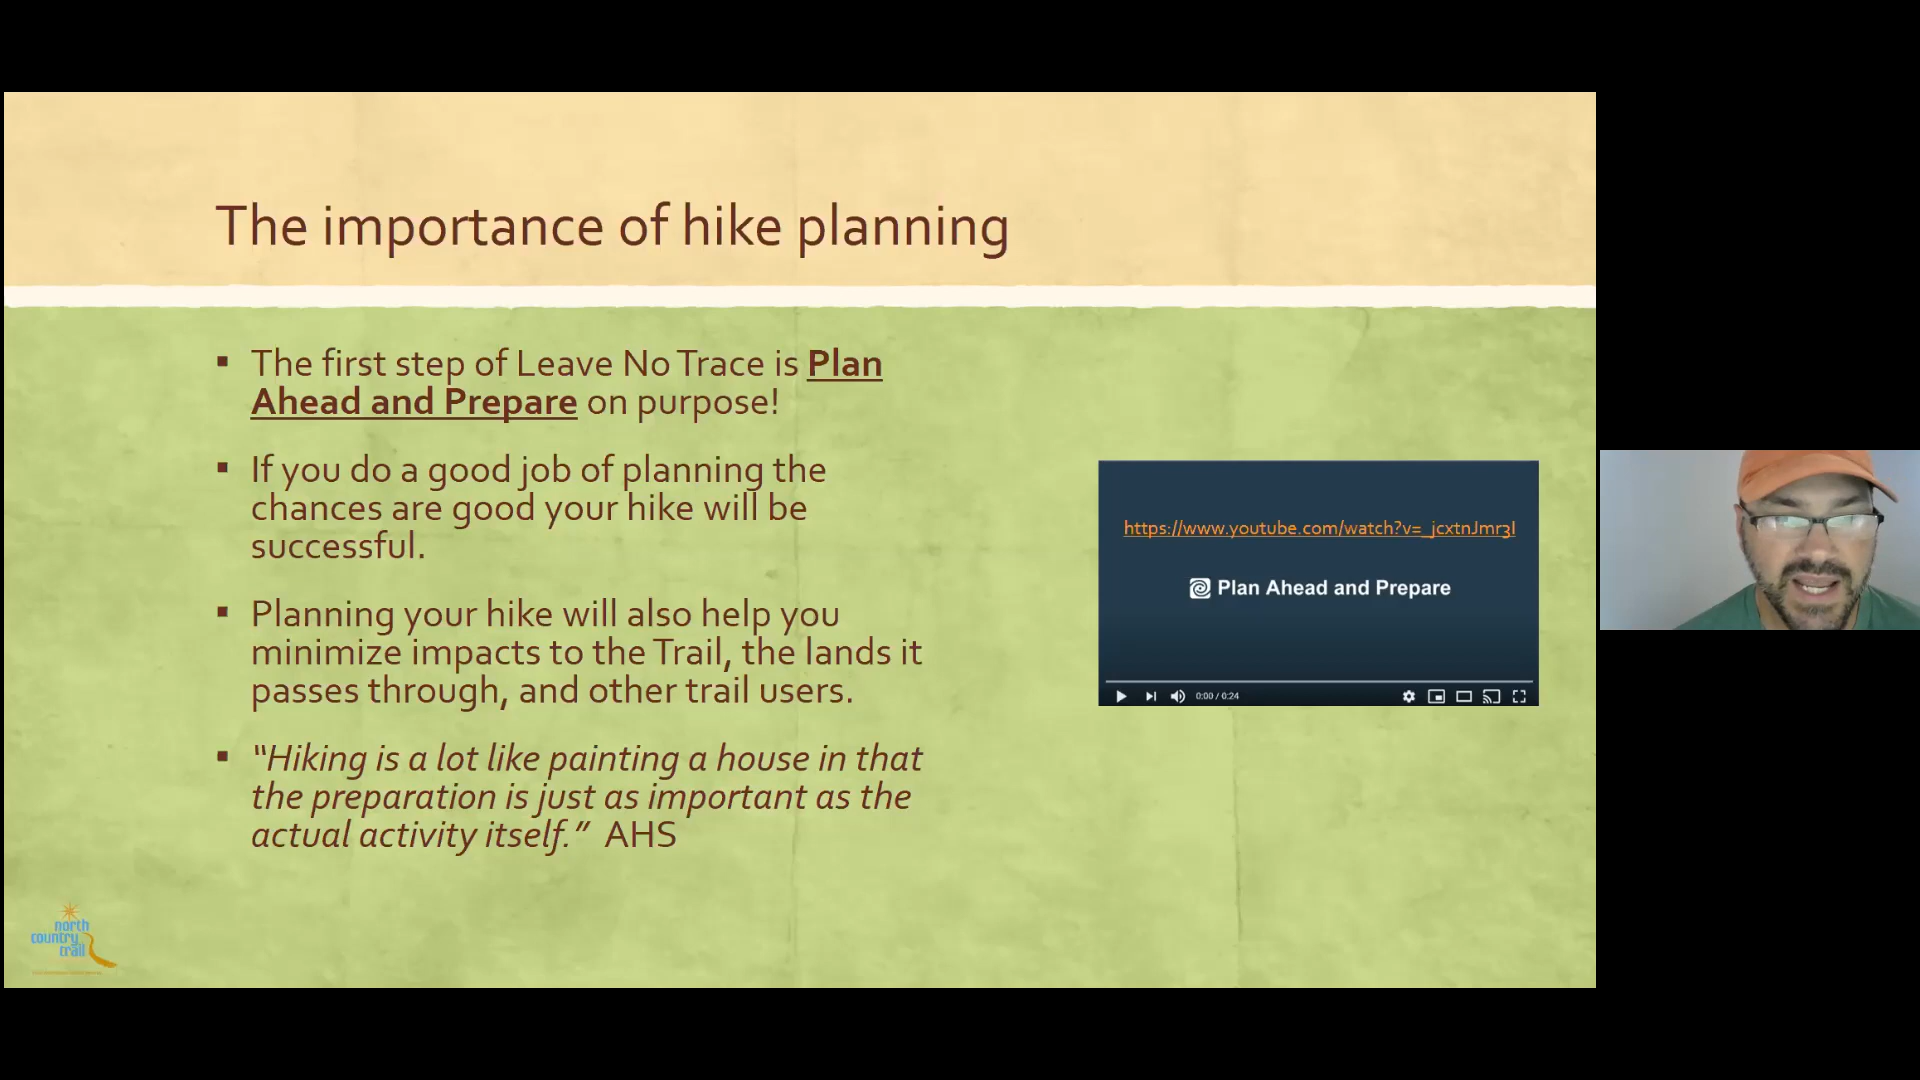 The importance of hike planning
▪ The first step of Leave No Trace is Plan
Ahead and Prepare on purpose!
▪ If you do a good job of planning the
chances are good your hike will be
successful.
▪ Planning your hike will also help you
minimize impacts to the Trail, the lands it
passes through, and other trail users.
▪ “Hiking is a lot like painting a house in that
the preparation is just as important as the
actual activity itself.” AHS
https://www.youtube.com/watch?v=_jcxtnJmr3I
Plan Ahead and Prepare
0:00 / 0:24
north
country
trail